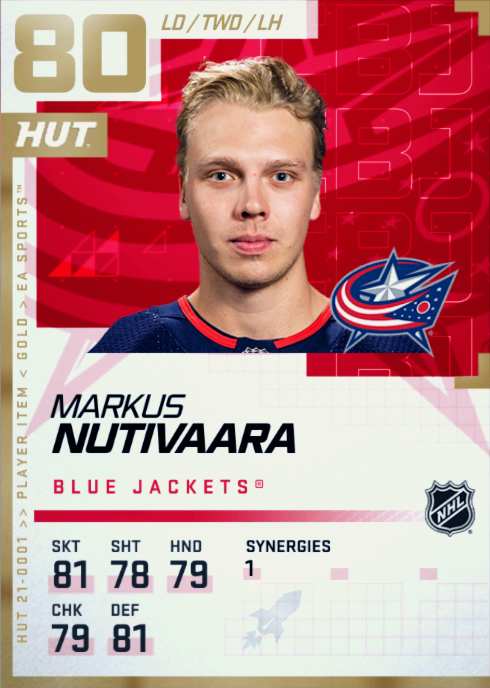 80
LD / TWD / LH
HUT
HUT 21-0001 >> PLAYER ITEM < GOLD > EA SPORTS™
BJ
MARKUS
NUTIVAARA
BLUE JACKETS®
NHL
SKT SHT HND SYNERGIES
81 78 79 1
CHK DEF
79 81